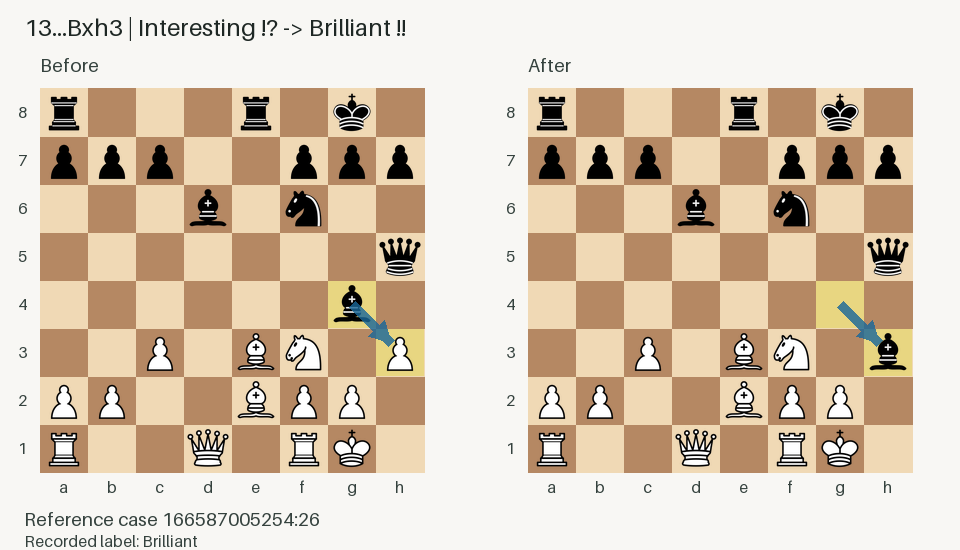 13...Bxh3 | Interesting !? -> Brilliant !!
Before After
8 8
7 7
6 6
5 5
4 4
3 3
2 2
1 1
a b c d e f g h a b c d e f g h
Reference case 166587005254:26
Recorded label: Brilliant